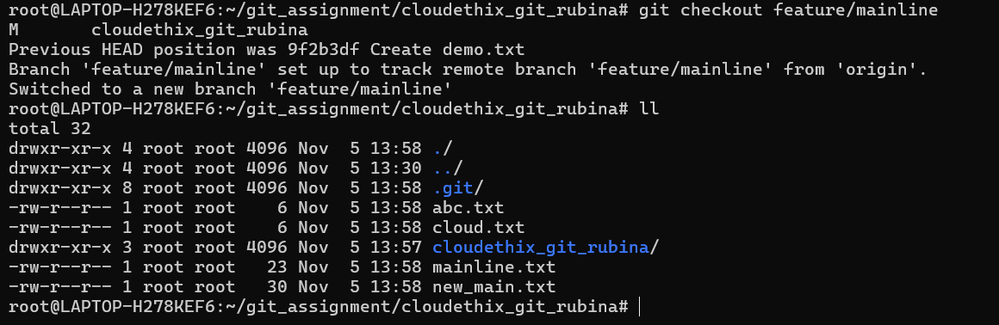 root@LAPTOP-H278KEF6:~/git_assignment/cloudethix_git_rubina# git checkout feature/mainline
M       cloudethix_git_rubina
Previous HEAD position was 9f2b3df Create demo.txt
Branch 'feature/mainline' set up to track remote branch 'feature/mainline' from 'origin'.
Switched to a new branch 'feature/mainline'
root@LAPTOP-H278KEF6:~/git_assignment/cloudethix_git_rubina# ll
total 32
drwxr-xr-x 4 root root 4096 Nov  5 13:58 ./
drwxr-xr-x 4 root root 4096 Nov  5 13:30 ../
drwxr-xr-x 8 root root 4096 Nov  5 13:58 .git/
-rw-r--r-- 1 root root    6 Nov  5 13:58 abc.txt
-rw-r--r-- 1 root root    6 Nov  5 13:58 cloud.txt
drwxr-xr-x 3 root root 4096 Nov  5 13:57 cloudethix_git_rubina/
-rw-r--r-- 1 root root   23 Nov  5 13:58 mainline.txt
-rw-r--r-- 1 root root   30 Nov  5 13:58 new_main.txt
root@LAPTOP-H278KEF6:~/git_assignment/cloudethix_git_rubina#